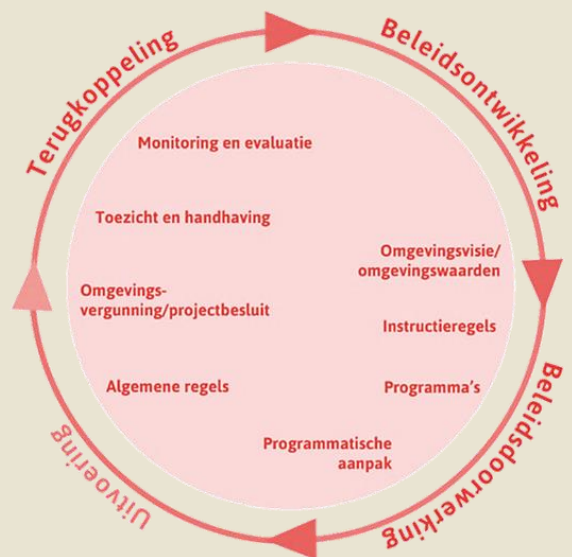 Terugkoppeling
Beleidsontwikkeling
Monitoring en evaluatie
Toezicht en handhaving
Omgevingsvisie/
omgevingswaarden
Omgevings-
vergunning/projectbesluit
Instructieregels
Algemene regels
Programma's
Programmatische
aanpak
Uitvoering
Beleidsdoorwerking